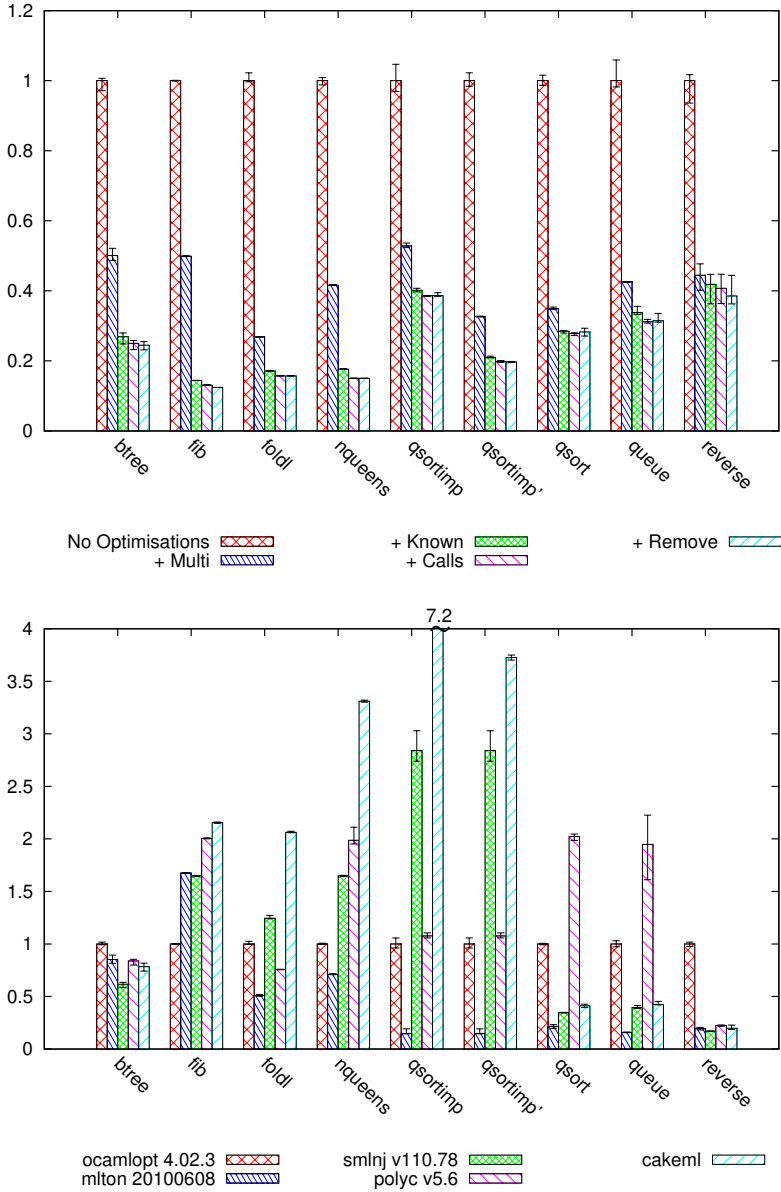 1.2
1
0.8
0.6
0.4
0.2
0
btree fib foldl nqueens qsortimp qsortimp' qsort queue reverse
No Optimisations + Known + Remove
+ Multi + Calls
7.2
4
3.5
3
2.5
2
1.5
1
0.5
0
btree fib foldl nqueens qsortimp qsortimp' qsort queue reverse
ocamlopt 4.02.3 smlnj v110.78 cakeml
mlton 20100608 polyc v5.6